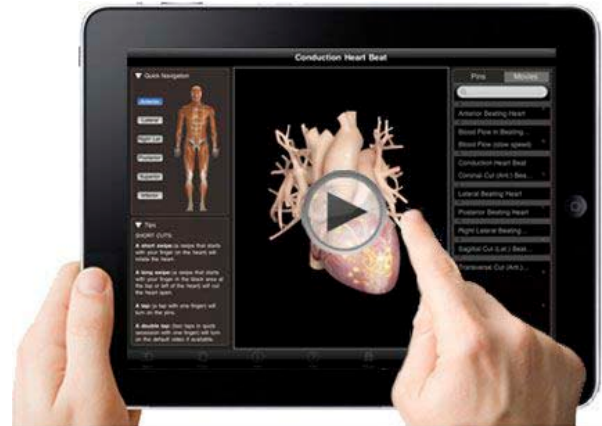 Conduction Heart Beat
Quick Navigation
Anterior
Lateral
Right Lat
Posterior
Superior
Inferior
Tips
SHORT CUTS:
A short swipe (a swipe that starts
with your finger on the heart) will
rotate the heart.
A long swipe (a swipe that starts
with your finger in the black area at
the top or left of the heart) will cut
the heart open.
A tap (a tap with one finger) will
turn on the pins.
A double tap (two taps in quick
succession with one finger) will turn
on the default video if available.
Pins
Movies
Anterior Beating Heart
Blood Flow in Beating...
Blood Flow (slow speed)
Conduction Heart Beat
Coronal Cut (Ant.) Bea...
Lateral Beating Heart
Posterior Beating Heart
Right Lateral Beating...
Sagital Cut (Lat.) Beat...
Transversal Cut (Ant.)...